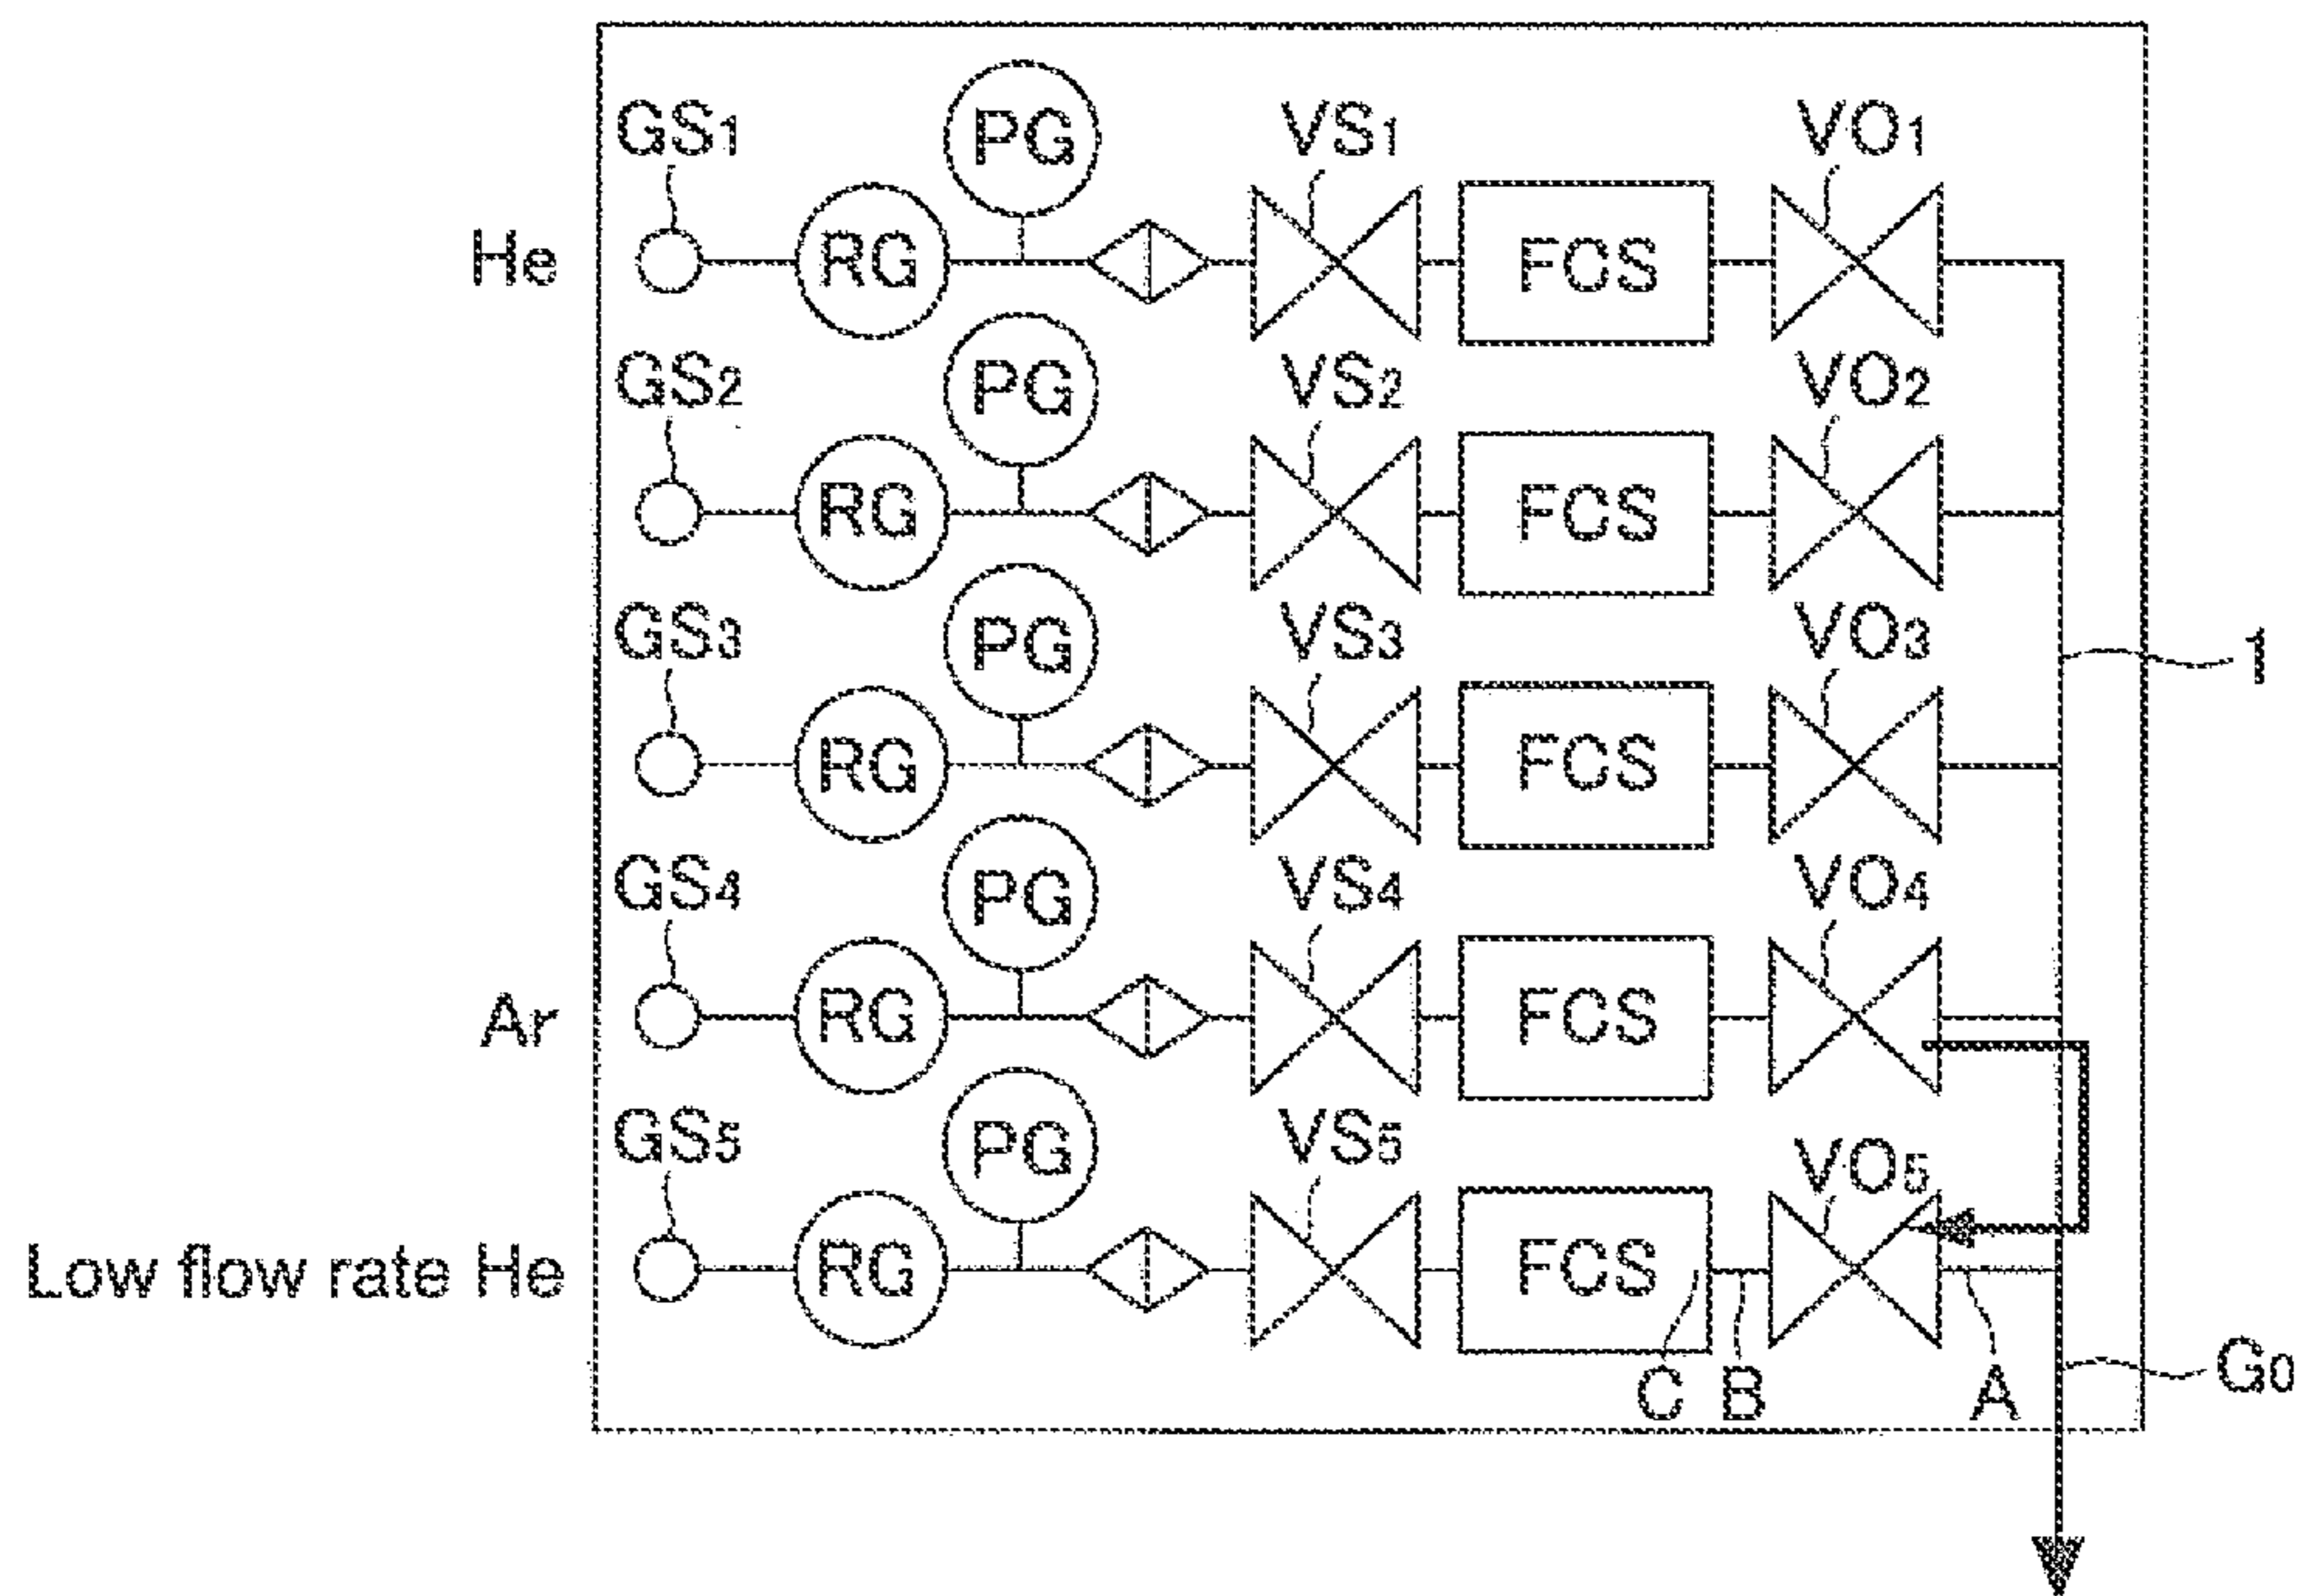 PG
GS1 VS1 VO1
He RG FCS
PG
GS2 VS2 VO2
RG FCS
PG
GS3 VS3 VO3
1
RG FCS
PG
GS4 VS4 VO4
Ar RG FCS
PG
GS5 VS5 VO5
Low flow rate He RG FCS
C B A G0